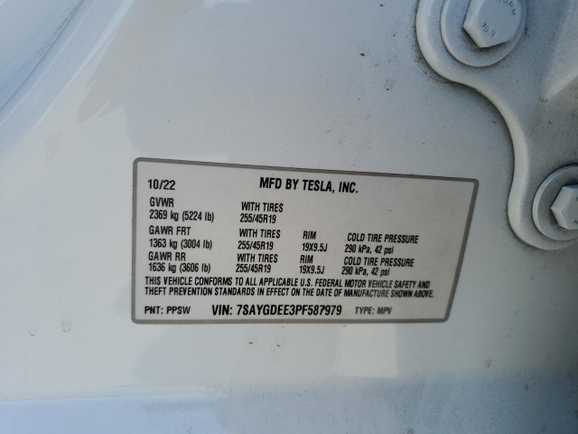 10/22 MFD BY TESLA, INC.
GVWR WITH TIRES
2369 kg (5224 lb) 255/45R19
GAWR FRT WITH TIRES RIM COLD TIRE PRESSURE
1363 kg (3004 lb) 255/45R19 19X9.5J 290 kPa, 42 psi
GAWR RR WITH TIRES RIM COLD TIRE PRESSURE
1636 kg (3606 lb) 255/45R19 19X9.5J 290 kPa, 42 psi
THIS VEHICLE CONFORMS TO ALL APPLICABLE U.S. FEDERAL MOTOR VEHICLE SAFETY AND
THEFT PREVENTION STANDARDS IN EFFECT ON THE DATE OF MANUFACTURE SHOWN ABOVE.
PNT: PPSW VIN: 7SAYGDEE3PF587979 TYPE: MPV